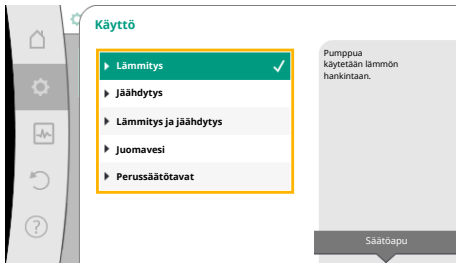 Käyttö
Lämmitys
Jäähdytys
Lämmitys ja jäähdytys
Juomavesi
Perussäätötavat
Pumppua
käytetään lämmön
hankintaan.
Säätöapu
?